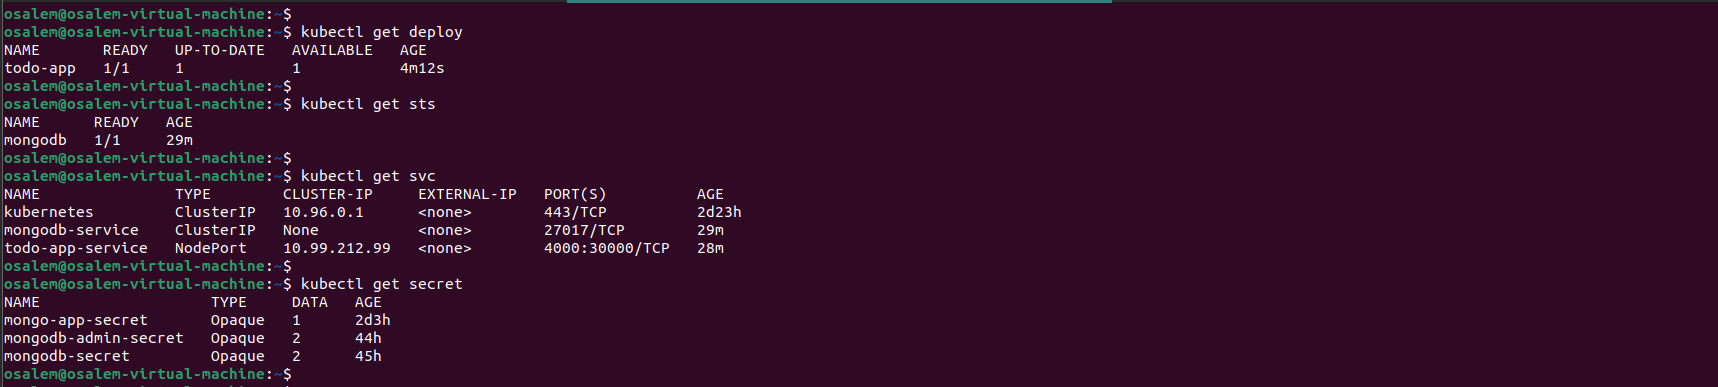 osalem@osalem-virtual-machine:~$
osalem@osalem-virtual-machine:~$ kubectl get deploy
NAME       READY   UP-TO-DATE   AVAILABLE   AGE
todo-app   1/1     1            1           4m12s
osalem@osalem-virtual-machine:~$
osalem@osalem-virtual-machine:~$ kubectl get sts
NAME      READY   AGE
mongodb   1/1     29m
osalem@osalem-virtual-machine:~$
osalem@osalem-virtual-machine:~$ kubectl get svc
NAME               TYPE        CLUSTER-IP     EXTERNAL-IP   PORT(S)          AGE
kubernetes         ClusterIP   10.96.0.1      <none>        443/TCP          2d23h
mongodb-service    ClusterIP   None           <none>        27017/TCP        29m
todo-app-service   NodePort    10.99.212.99   <none>        4000:30000/TCP   28m
osalem@osalem-virtual-machine:~$
osalem@osalem-virtual-machine:~$ kubectl get secret
NAME                   TYPE     DATA   AGE
mongo-app-secret       Opaque   1      2d3h
mongodb-admin-secret   Opaque   2      44h
mongodb-secret         Opaque   2      45h
osalem@osalem-virtual-machine:~$